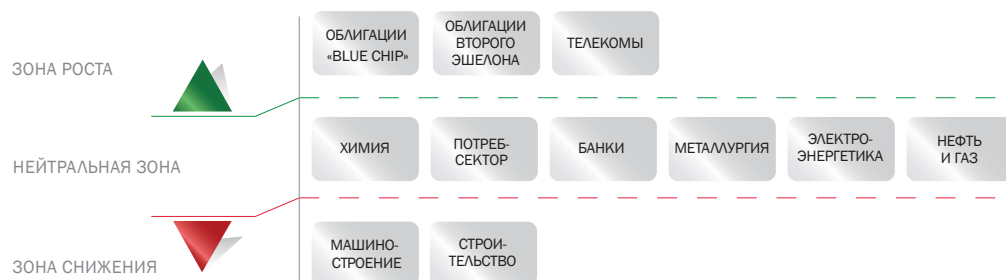 ЗОНА РОСТА
ОБЛИГАЦИИ
«BLUE CHIP»
ОБЛИГАЦИИ
ВТОРОГО
ЭШЕЛОНА
ТЕЛЕКОМЫ
НЕЙТРАЛЬНАЯ ЗОНА
ХИМИЯ
ПОТРЕБ-
СЕКТОР
БАНКИ
МЕТАЛЛУРГИЯ
ЭЛЕКТРО-
ЭНЕРГЕТИКА
НЕФТЬ
И ГАЗ
ЗОНА СНИЖЕНИЯ
МАШИНО-
СТРОЕНИЕ
СТРОИ-
ТЕЛЬСТВО